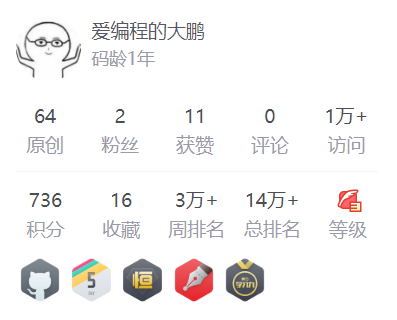 爱编程的大鹏
码龄1年
64 2 11 0 1万+
原创 粉丝 获赞 评论 访问
736 16 3万+ 14万+
积分 收藏 周排名 总排名 等级
5
恒